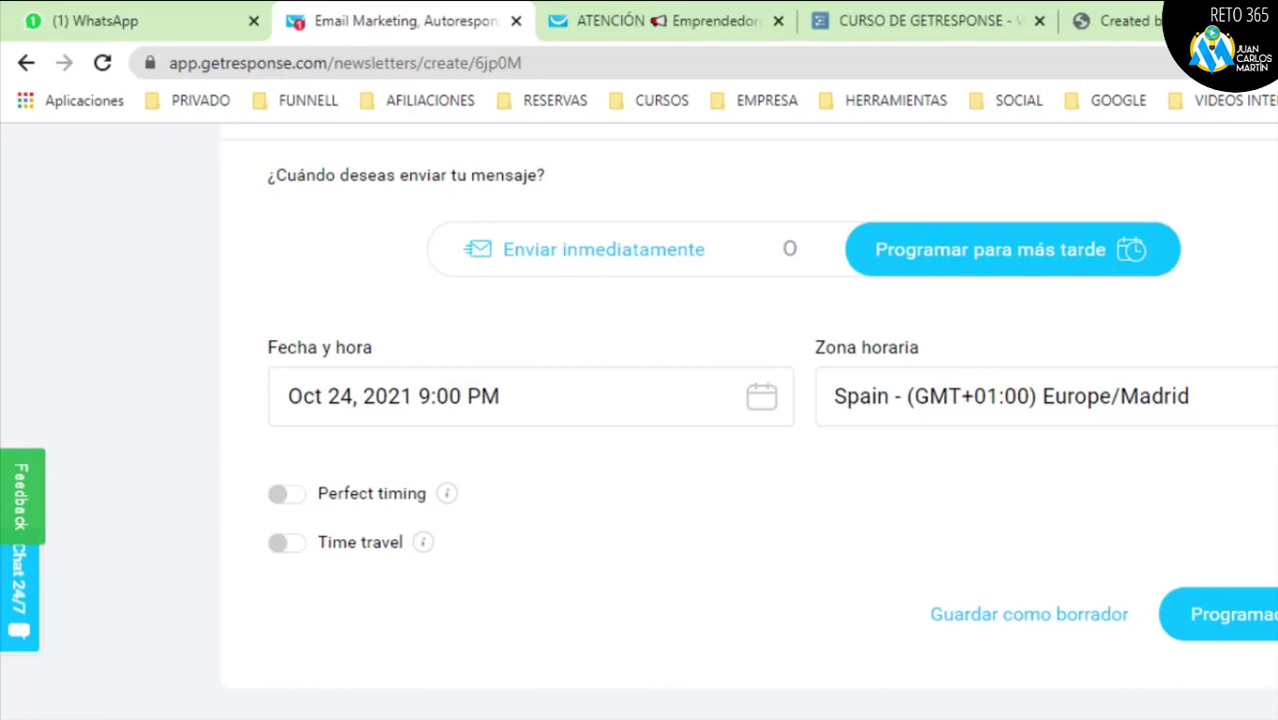 (1) WhatsApp
Email Marketing, Autorespon
ATENCIÓN 📢 Emprendedor
CURSO DE GETRESPONSE -
Created b
RETO 365
JUAN
CARLOS
MARTÍN
app.getresponse.com/newsletters/create/6jp0M
Aplicaciones PRIVADO FUNNELL AFILIACIONES RESERVAS CURSOS EMPRESA HERRAMIENTAS SOCIAL GOOGLE VIDEOS INTE
¿Cuándo deseas enviar tu mensaje?
Enviar inmediatamente O Programar para más tarde
Fecha y hora
Zona horaria
Oct 24, 2021 9:00 PM
Spain - (GMT+01:00) Europe/Madrid
Perfect timing
Time travel
Feedback
Chat 24/7
Guardar como borrador
Programad